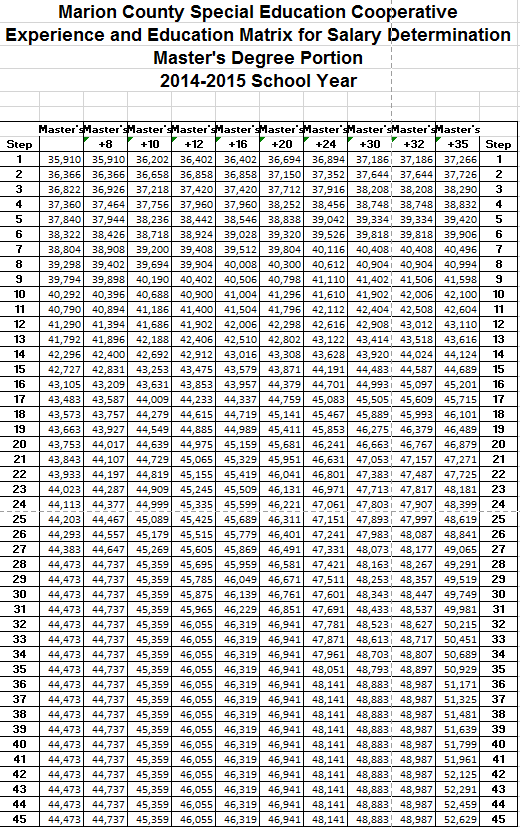 Marion County Special Education Cooperative
Experience and Education Matrix for Salary Determination
Master's Degree Portion
2014-2015 School Year
Master's Master's Master's Master's Master's Master's Master's Master's Master's Master's
Step +8 +10 +12 +16 +20 +24 +30 +32 +35 Step
1 35,910 35,910 36,202 36,402 36,402 36,694 36,894 37,186 37,186 37,266 1
2 36,366 36,366 36,658 36,858 36,858 37,150 37,352 37,644 37,644 37,726 2
3 36,822 36,926 37,218 37,420 37,420 37,712 37,916 38,208 38,208 38,290 3
4 37,360 37,464 37,756 37,960 37,960 38,252 38,456 38,748 38,748 38,832 4
5 37,840 37,944 38,236 38,442 38,546 38,838 39,042 39,334 39,334 39,420 5
6 38,322 38,426 38,718 38,924 39,028 39,320 39,526 39,818 39,818 39,906 6
7 38,804 38,908 39,200 39,408 39,512 39,804 40,116 40,408 40,408 40,496 7
8 39,298 39,402 39,694 39,904 40,008 40,300 40,612 40,904 40,904 40,994 8
9 39,794 39,898 40,190 40,402 40,506 40,798 41,110 41,402 41,506 41,598 9
10 40,292 40,396 40,688 40,900 41,004 41,296 41,610 41,902 42,006 42,100 10
11 40,790 40,894 41,186 41,400 41,504 41,796 42,112 42,404 42,508 42,604 11
12 41,290 41,394 41,686 41,902 42,006 42,298 42,616 42,908 43,012 43,110 12
13 41,792 41,896 42,188 42,406 42,510 42,802 43,122 43,414 43,518 43,616 13
14 42,296 42,400 42,692 42,912 43,016 43,308 43,628 43,920 44,024 44,124 14
15 42,727 42,831 43,253 43,475 43,579 43,871 44,191 44,483 44,587 44,689 15
16 43,105 43,209 43,631 43,853 43,957 44,379 44,701 44,993 45,097 45,201 16
17 43,483 43,587 44,009 44,233 44,337 44,759 45,083 45,505 45,609 45,715 17
18 43,573 43,757 44,279 44,615 44,719 45,141 45,467 45,889 45,993 46,101 18
19 43,663 43,927 44,549 44,885 44,989 45,411 45,853 46,275 46,379 46,489 19
20 43,753 44,017 44,639 44,975 45,159 45,681 46,241 46,663 46,767 46,879 20
21 43,843 44,107 44,729 45,065 45,329 45,951 46,631 47,053 47,157 47,271 21
22 43,933 44,197 44,819 45,155 45,419 46,041 46,801 47,383 47,487 47,725 22
23 44,023 44,287 44,909 45,245 45,509 46,131 46,971 47,713 47,817 48,181 23
24 44,113 44,377 44,999 45,335 45,599 46,221 47,061 47,803 47,907 48,399 24
25 44,203 44,467 45,089 45,425 45,689 46,311 47,151 47,893 47,997 48,619 25
26 44,293 44,557 45,179 45,515 45,779 46,401 47,241 47,983 48,087 48,841 26
27 44,383 44,647 45,269 45,605 45,869 46,491 47,331 48,073 48,177 49,065 27
28 44,473 44,737 45,359 45,695 45,959 46,581 47,421 48,163 48,267 49,291 28
29 44,473 44,737 45,359 45,785 46,049 46,671 47,511 48,253 48,357 49,519 29
30 44,473 44,737 45,359 45,875 46,139 46,761 47,601 48,343 48,447 49,749 30
31 44,473 44,737 45,359 45,965 46,229 46,851 47,691 48,433 48,537 49,981 31
32 44,473 44,737 45,359 46,055 46,319 46,941 47,781 48,523 48,627 50,215 32
33 44,473 44,737 45,359 46,055 46,319 46,941 47,871 48,613 48,717 50,451 33
34 44,473 44,737 45,359 46,055 46,319 46,941 47,961 48,703 48,807 50,689 34
35 44,473 44,737 45,359 46,055 46,319 46,941 48,051 48,793 48,897 50,929 35
36 44,473 44,737 45,359 46,055 46,319 46,941 48,141 48,883 48,987 51,171 36
37 44,473 44,737 45,359 46,055 46,319 46,941 48,141 48,883 48,987 51,325 37
38 44,473 44,737 45,359 46,055 46,319 46,941 48,141 48,883 48,987 51,481 38
39 44,473 44,737 45,359 46,055 46,319 46,941 48,141 48,883 48,987 51,639 39
40 44,473 44,737 45,359 46,055 46,319 46,941 48,141 48,883 48,987 51,799 40
41 44,473 44,737 45,359 46,055 46,319 46,941 48,141 48,883 48,987 51,961 41
42 44,473 44,737 45,359 46,055 46,319 46,941 48,141 48,883 48,987 52,125 42
43 44,473 44,737 45,359 46,055 46,319 46,941 48,141 48,883 48,987 52,291 43
44 44,473 44,737 45,359 46,055 46,319 46,941 48,141 48,883 48,987 52,459 44
45 44,473 44,737 45,359 46,055 46,319 46,941 48,141 48,883 48,987 52,629 45